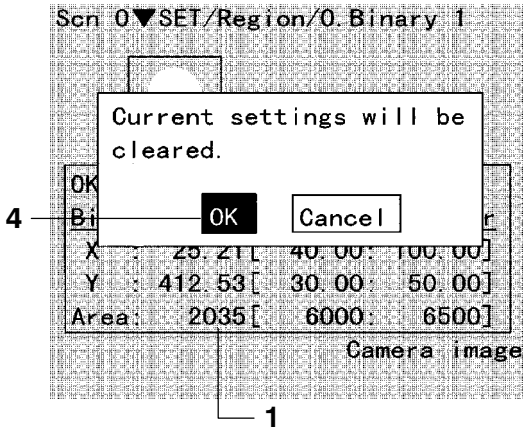 Scn 0▼SET/Region/0.Binary 1
Current settings will be
cleared.
OK
4
Bi
OK
Cancel
r
X : 25.21[ 40.00: 100.00]
Y : 412.53[ 30.00: 50.00]
Area: 2035[ 6000: 6500]
Camera image
1